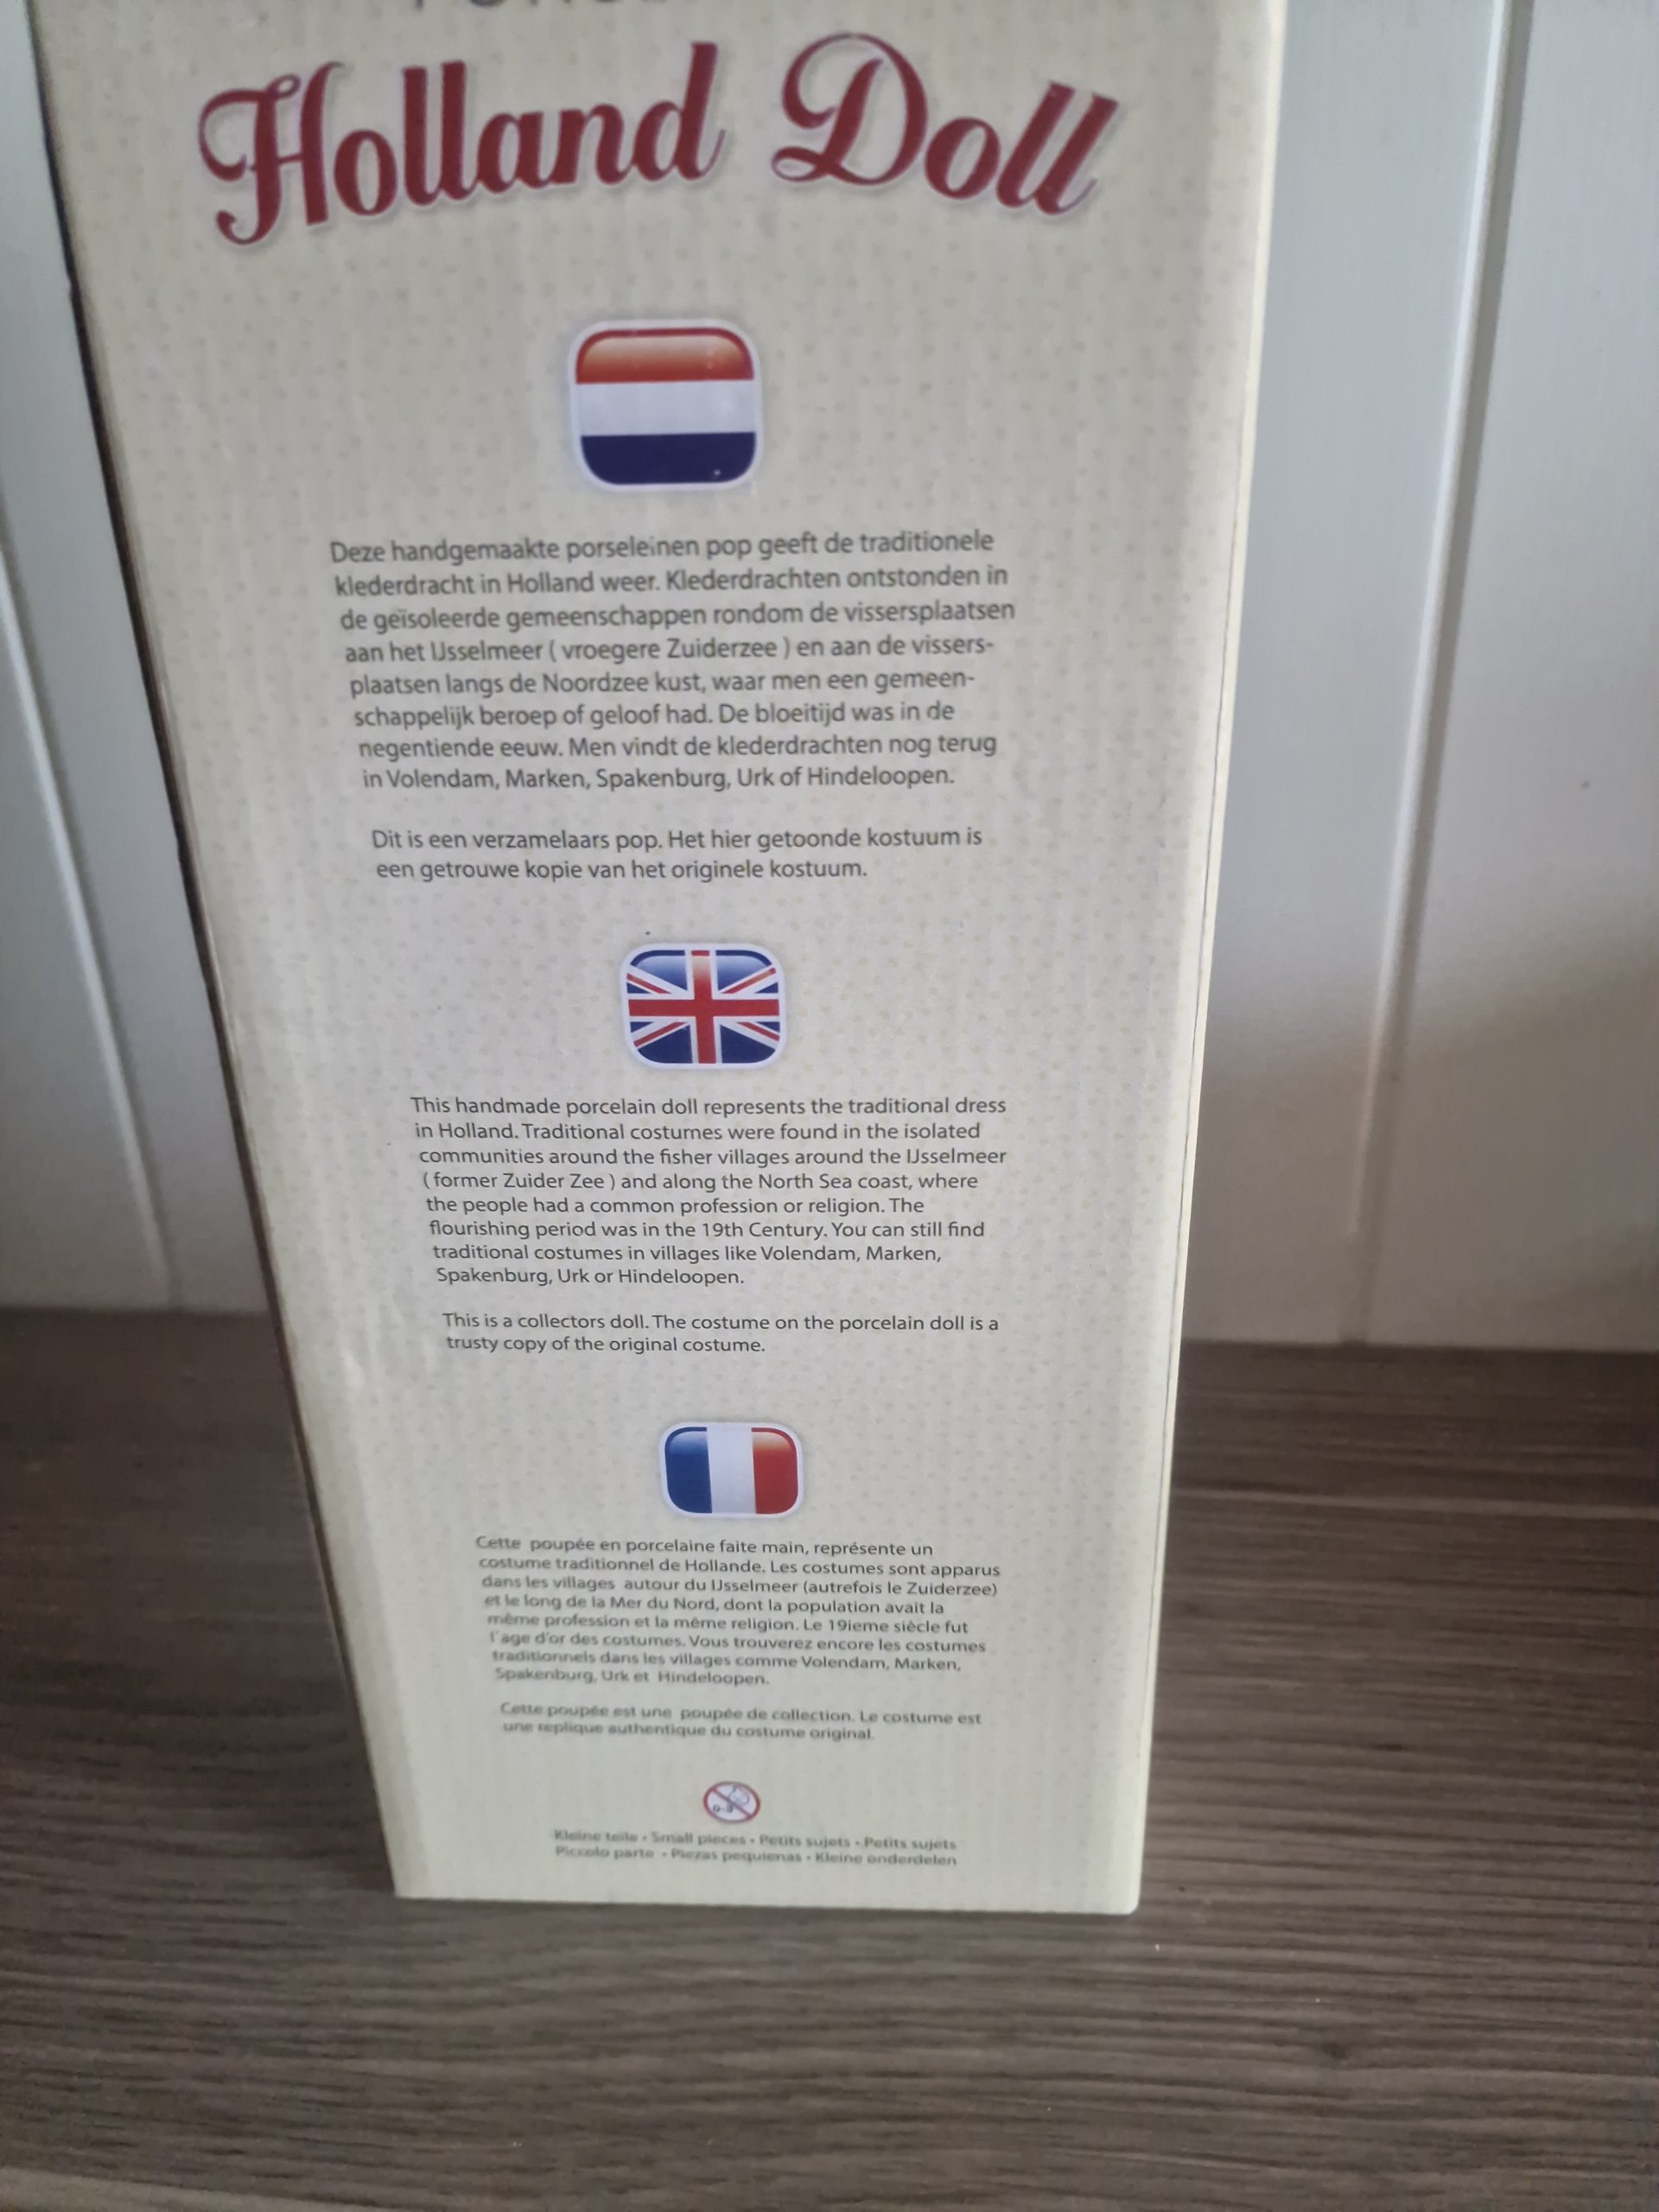 Holland Doll
Deze handgemaakte porseleinen pop geeft de traditionele
klederdracht in Holland weer. Klederdrachten ontstonden in
de geïsoleerde gemeenschappen rondom de vissersplaatsen
aan het IJsselmeer ( vroegere Zuiderzee ) en aan de vissers-
plaatsen langs de Noordzee kust, waar men een gemeen-
schappelijk beroep of geloof had. De bloeitijd was in de
negentiende eeuw. Men vindt de klederdrachten nog terug
in Volendam, Marken, Spakenburg, Urk of Hindeloopen.
Dit is een verzamelaars pop. Het hier getoonde kostuum is
een getrouwe kopie van het originele kostuum.
This handmade porcelain doll represents the traditional dress
in Holland. Traditional costumes were found in the isolated
communities around the fisher villages around the IJsselmeer
( former Zuider Zee ) and along the North Sea coast, where
the people had a common profession or religion. The
flourishing period was in the 19th Century. You can still find
traditional costumes in villages like Volendam, Marken,
Spakenburg, Urk or Hindeloopen.
This is a collectors doll. The costume on the porcelain doll is a
trusty copy of the original costume.
Cette poupée en porcelaine faite main, représente un
costume traditionnel de Hollande. Les costumes sont apparus
dans les villages autour du IJsselmeer (autrefois le Zuiderzee)
et le long de la Mer du Nord, dont la population avait la
même profession et la même religion. Le 19ieme siècle fut
l'age d'or des costumes. Vous trouverez encore les costumes
traditionnels dans les villages comme Volendam, Marken,
Spakenburg, Urk et Hindeloopen.
Cette poupée est une poupée de collection. Le costume est
une replique authentique du costume original.
0-3
Kleine teile • Small pieces • Petits sujets • Petits sujets
Piccolo parte • Piezas pequienas • Kleine onderdelen